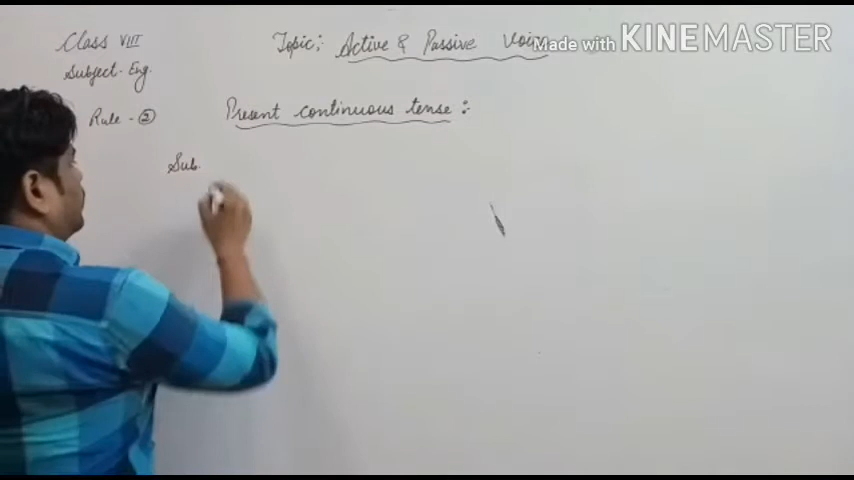 Class VIII
Topic: Active & Passive Voice
Made with KINEMASTER
Subject. Eng.
Rule - ②
Present continuous tense :-
Sub.